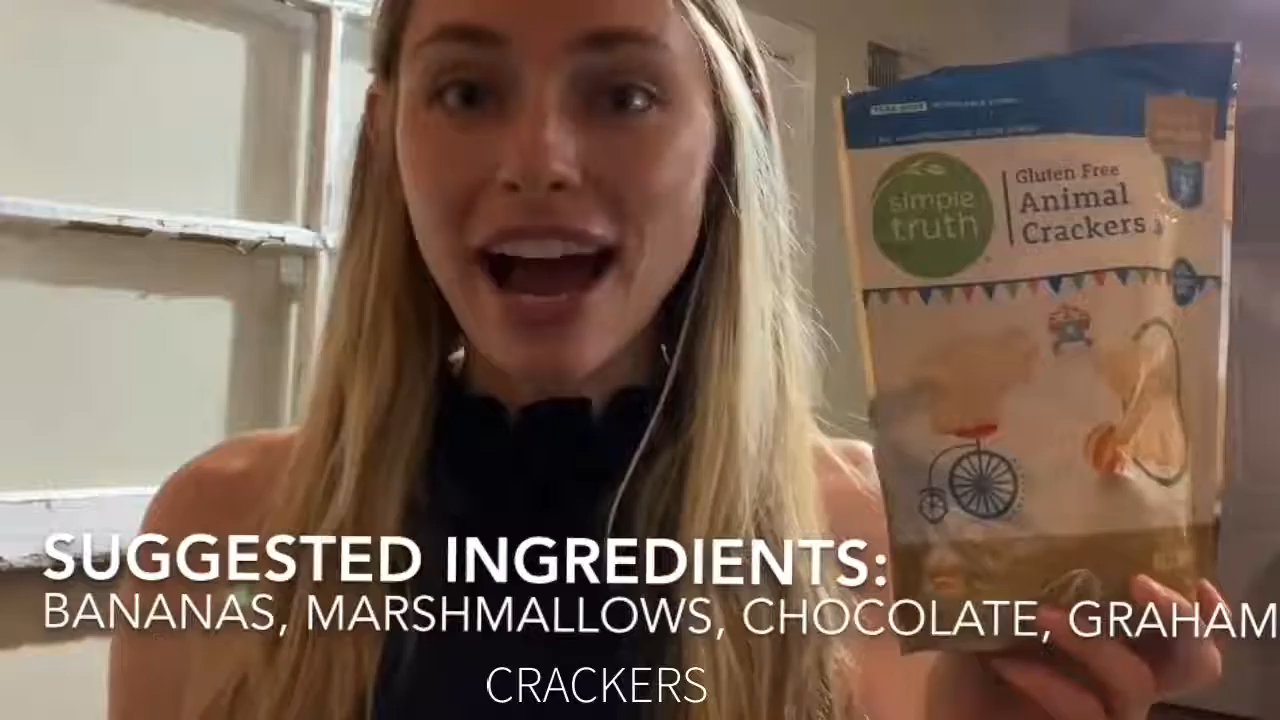 simple
truth
Gluten Free
Animal
Crackers
SUGGESTED INGREDIENTS:
BANANAS, MARSHMALLOWS, CHOCOLATE, GRAHAM
CRACKERS